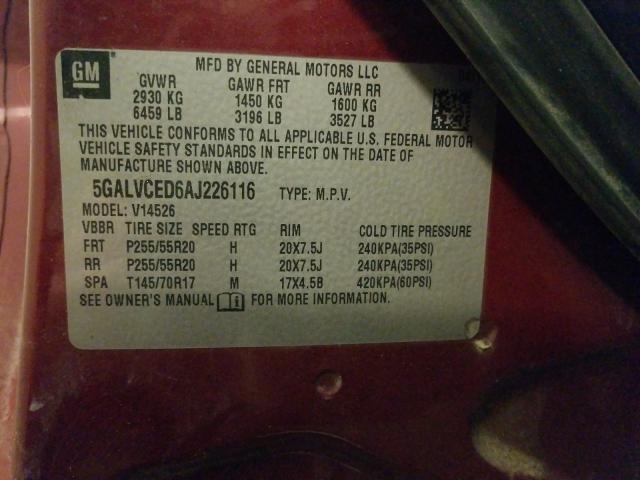 GM
MFD BY GENERAL MOTORS LLC
GVWR GAWR FRT GAWR RR
2930 KG 1450 KG 1600 KG
6459 LB 3196 LB 3527 LB
THIS VEHICLE CONFORMS TO ALL APPLICABLE U.S. FEDERAL MOTOR
VEHICLE SAFETY STANDARDS IN EFFECT ON THE DATE OF
MANUFACTURE SHOWN ABOVE.
5GALVCED6AJ226116 TYPE: M.P.V.
MODEL: V14526
VBBR TIRE SIZE SPEED RTG RIM COLD TIRE PRESSURE
FRT P255/55R20 H 20X7.5J 240KPA(35PSI)
RR P255/55R20 H 20X7.5J 240KPA(35PSI)
SPA T145/70R17 M 17X4.5B 420KPA(60PSI)
SEE OWNER'S MANUAL FOR MORE INFORMATION.